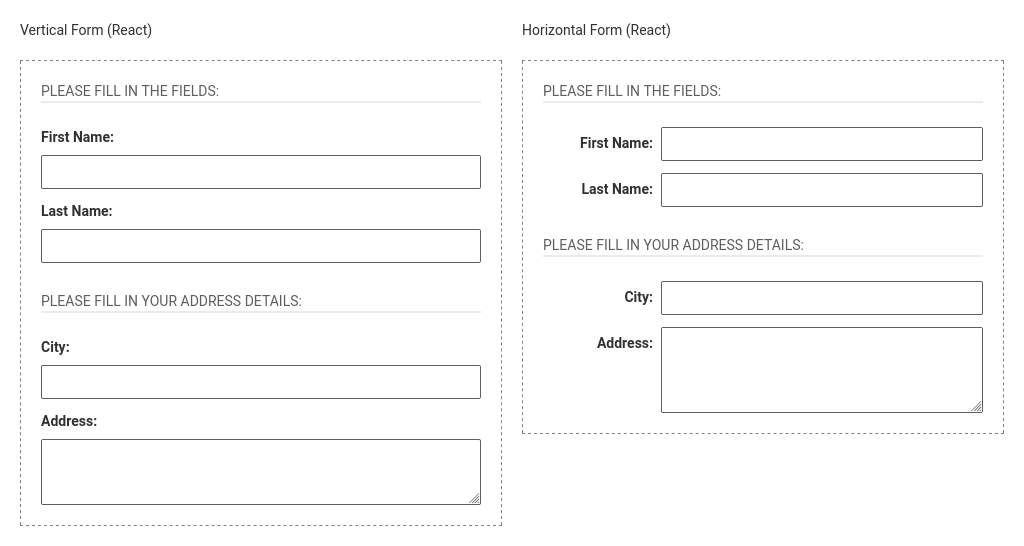 Vertical Form (React)
PLEASE FILL IN THE FIELDS:
First Name:
Last Name:
PLEASE FILL IN YOUR ADDRESS DETAILS:
City:
Address:
Horizontal Form (React)
PLEASE FILL IN THE FIELDS:
First Name:
Last Name:
PLEASE FILL IN YOUR ADDRESS DETAILS:
City:
Address: